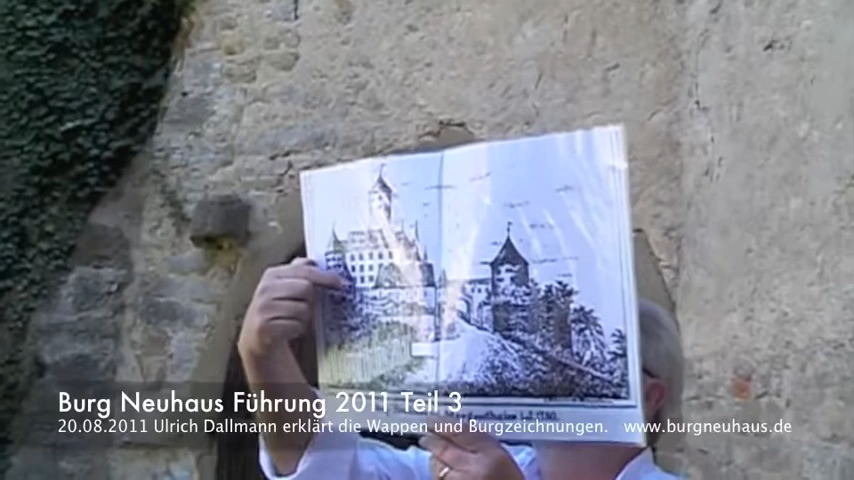 i. J. 1780.
Burg Neuhaus Führung 2011 Teil 3
20.08.2011 Ulrich Dallmann erklärt die Wappen und Burgzeichnungen. www.burgneuhaus.de